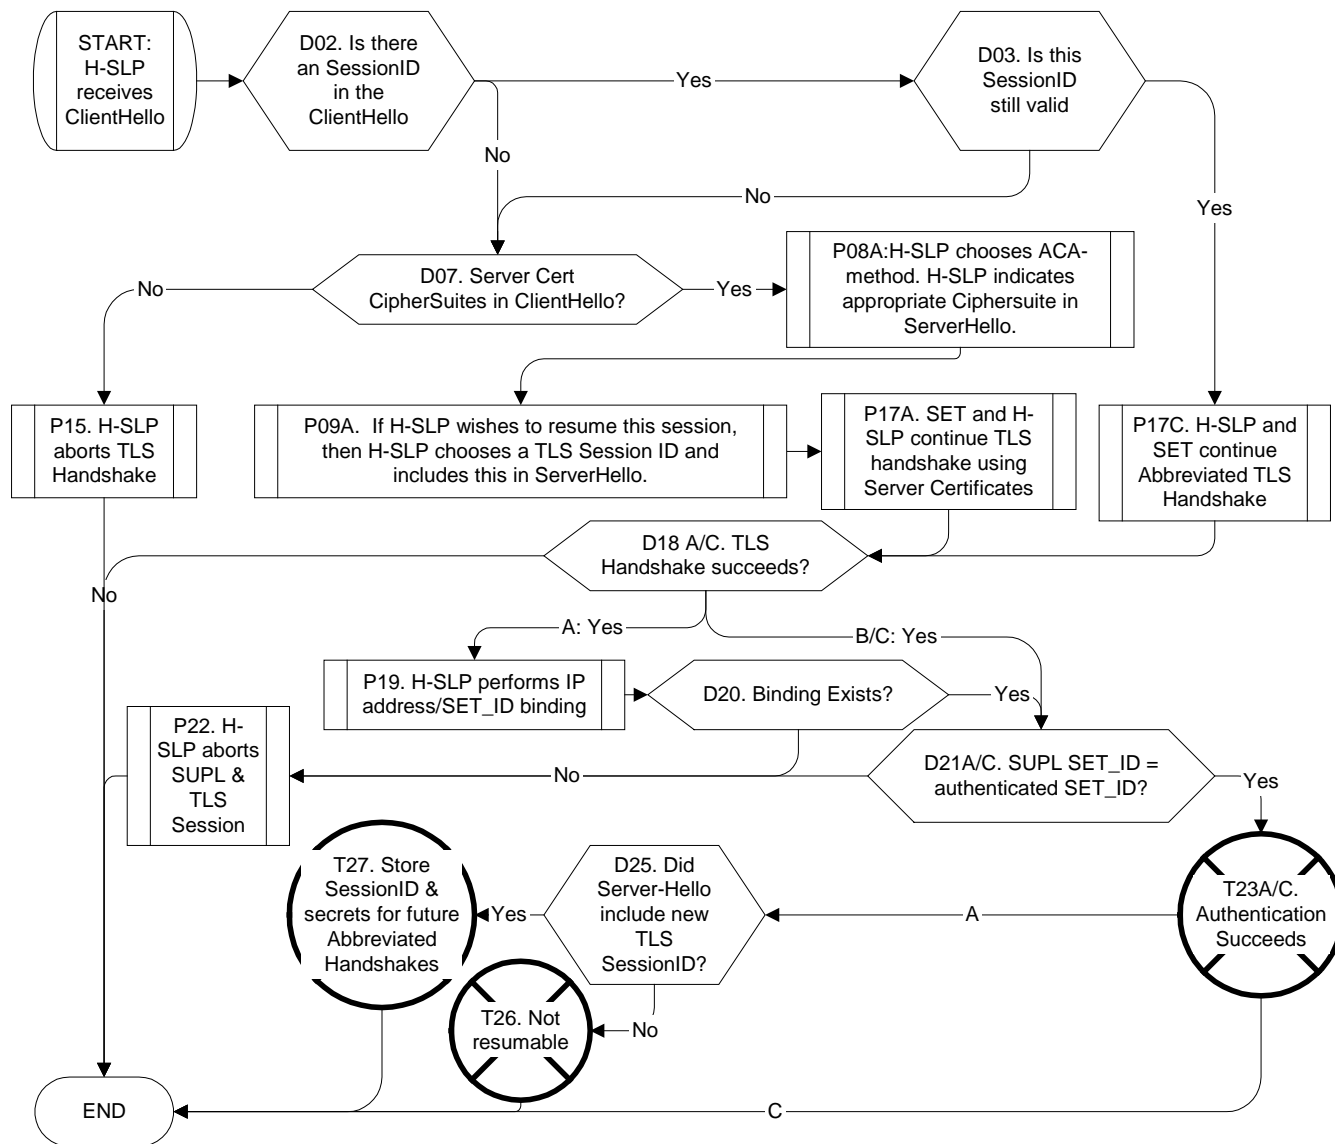 START:
H-SLP
receives
ClientHello
D02. Is there
an SessionID
in the
ClientHello
Yes
D03. Is this
SessionID
still valid
No
No
Yes
D07. Server Cert
CipherSuites in ClientHello?
No
Yes
P08A:H-SLP chooses ACA-
method. H-SLP indicates
appropriate Ciphersuite in
ServerHello.
P15. H-SLP
aborts TLS
Handshake
P09A.  If H-SLP wishes to resume this session,
then H-SLP chooses a TLS Session ID and
includes this in ServerHello.
P17A. SET and H-
SLP continue TLS
handshake using
Server Certificates
P17C. H-SLP and
SET continue
Abbreviated TLS
Handshake
D18 A/C. TLS
Handshake succeeds?
No
A: Yes
B/C: Yes
P19. H-SLP performs IP
address/SET_ID binding
D20. Binding Exists?
Yes
P22. H-
SLP aborts
SUPL &
TLS
Session
No
D21A/C. SUPL SET_ID =
authenticated SET_ID?
Yes
T27. Store
SessionID &
secrets for future
Abbreviated
Handshakes
Yes
D25. Did
Server-Hello
include new
TLS
SessionID?
A
T23A/C.
Authentication
Succeeds
T26. Not
resumable
No
END
C